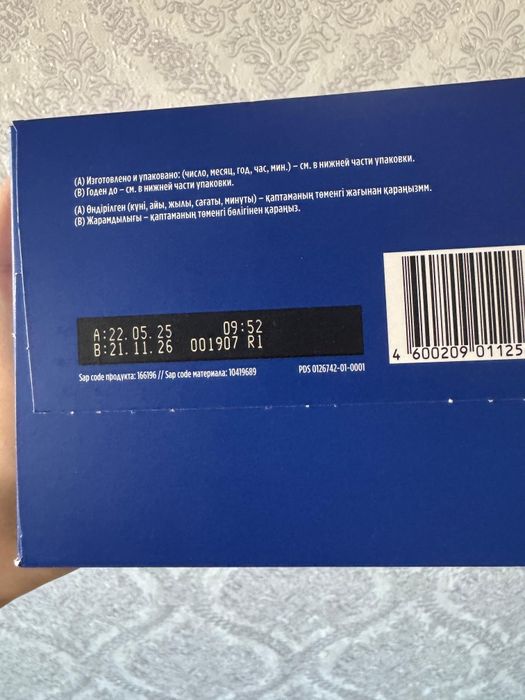 (А) Изготовлено и упаковано: (число, месяц, год, час, мин.) – см. в нижней части упаковки.
(В) Годен до – см. в нижней части упаковки.
(А) Өндірілген (күні, айы, жылы, сағаты, минуты) – қаптаманың төменгі жағынан қараңызмм.
(В) Жарамдылығы – қаптаманың төменгі бөлігінен қараңыз.
A:22.05.25 09:52
B:21.11.26 001907 R1
Sap code продукта: 166196 // Sap code материала: 10419689 PDS 0126742-01-0001
4 600209 01125